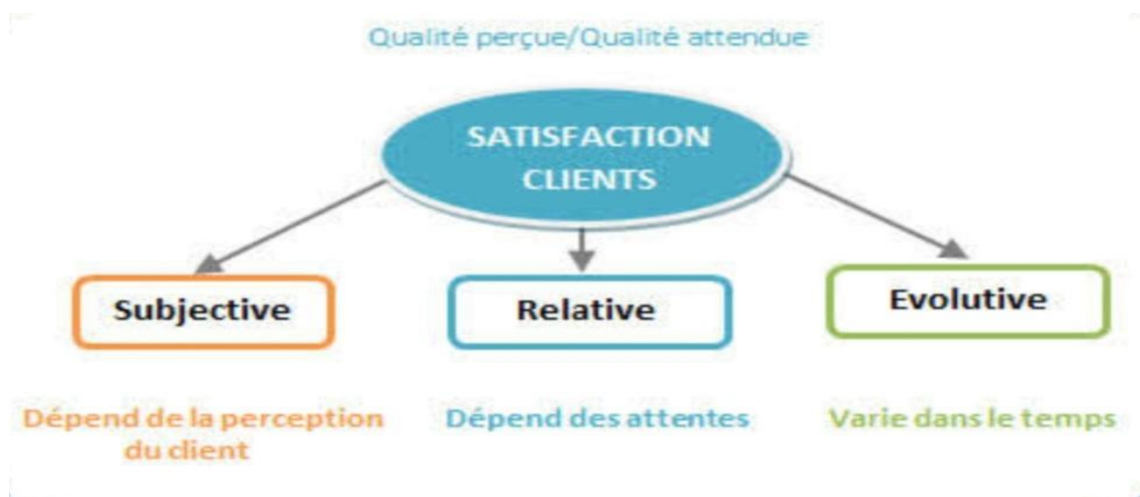 Qualité perçue/Qualité attendue
SATISFACTION
CLIENTS
Subjective
Relative
Evolutive
Dépend de la perception
du client
Dépend des attentes
Varie dans le temps